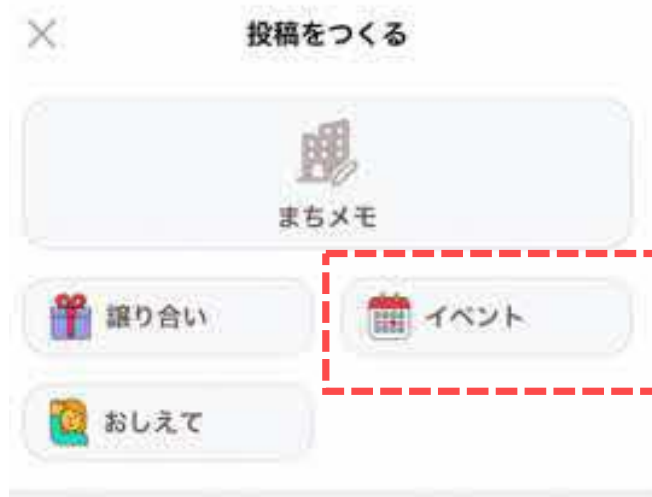 投稿をつくる
まちメモ
譲り合い
イベント
おしえて